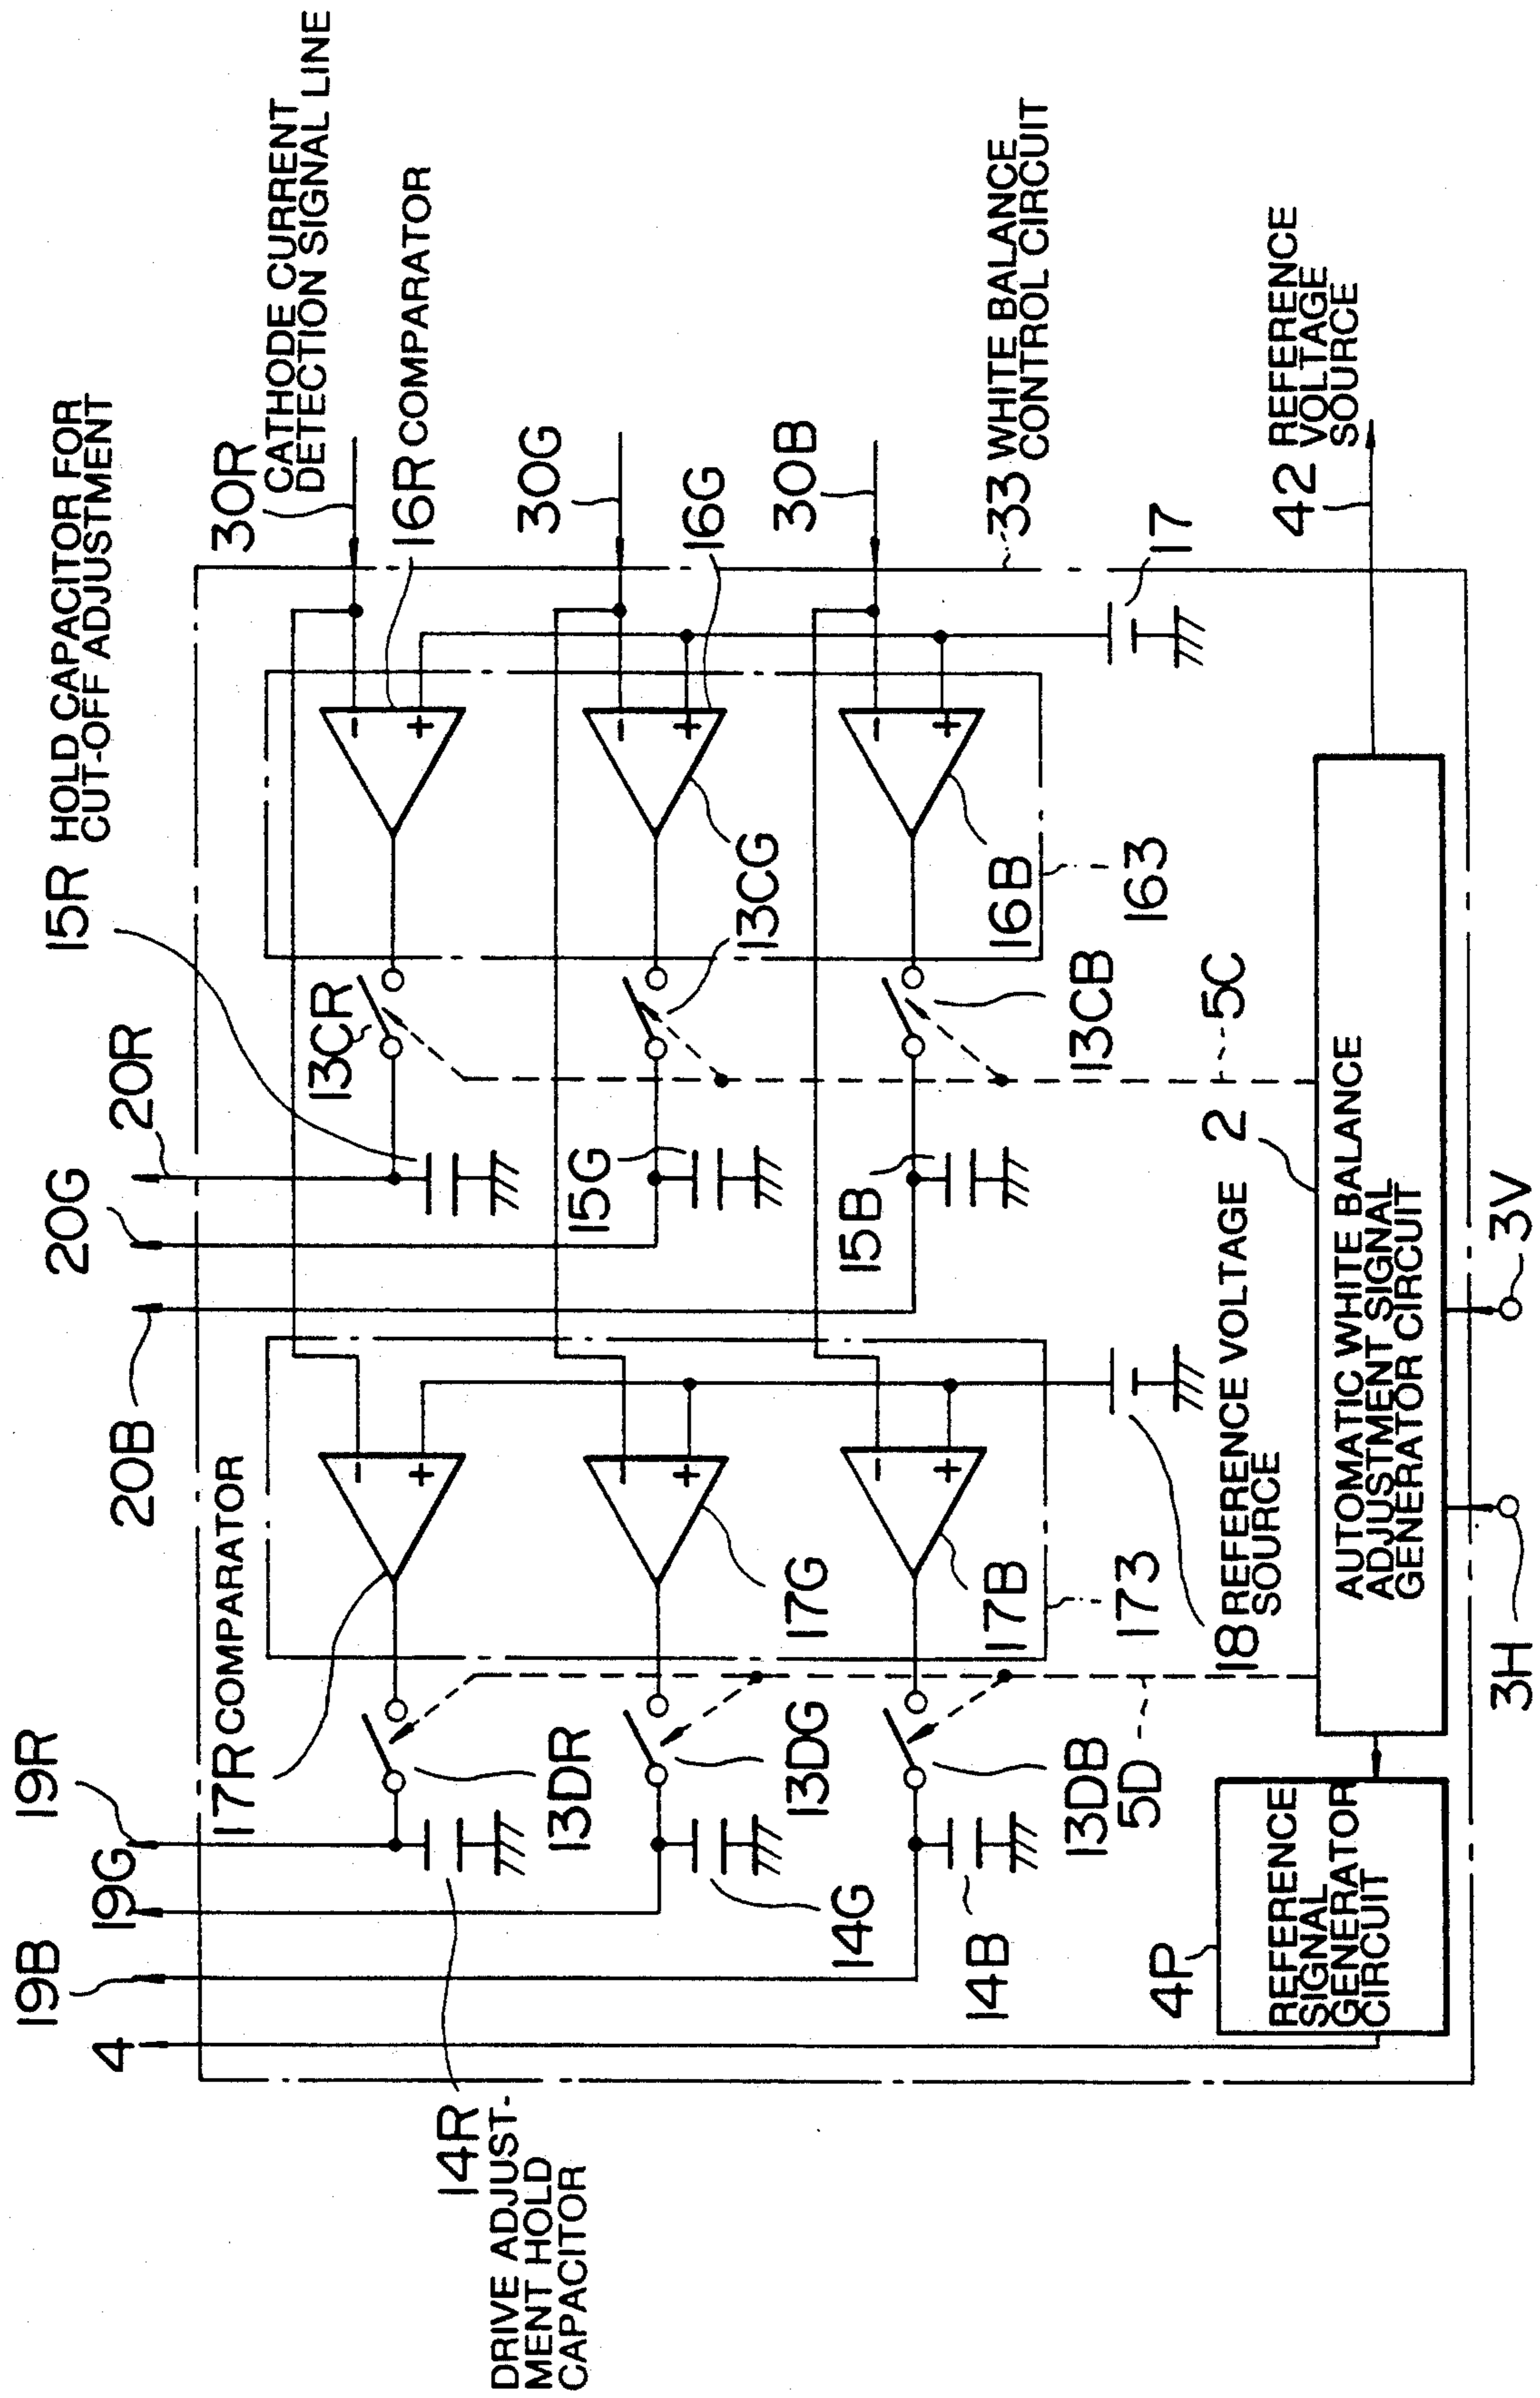 15R HOLD CAPACITOR FOR
CUT-OFF ADJUSTMENT
30R CATHODE CURRENT
DETECTION SIGNAL LINE
16R COMPARATOR
30G
16G
30B
33 WHITE BALANCE
CONTROL CIRCUIT
17
42 REFERENCE
VOLTAGE
SOURCE
20R
20G
20B
13CR
13CG
13CB
15G
15B
16B
163
5C
2
AUTOMATIC WHITE BALANCE
ADJUSTMENT SIGNAL
GENERATOR CIRCUIT
3V
3H
17R COMPARATOR
17G
17B
173
18 REFERENCE VOLTAGE
SOURCE
19R
19G
19B
4
13DR
13DG
13DB
5D
14G
14B
4P
REFERENCE
SIGNAL
GENERATOR
CIRCUIT
14R
DRIVE ADJUST-
MENT HOLD
CAPACITOR
-
+
-
+
-
+
-
+
-
+
-
+